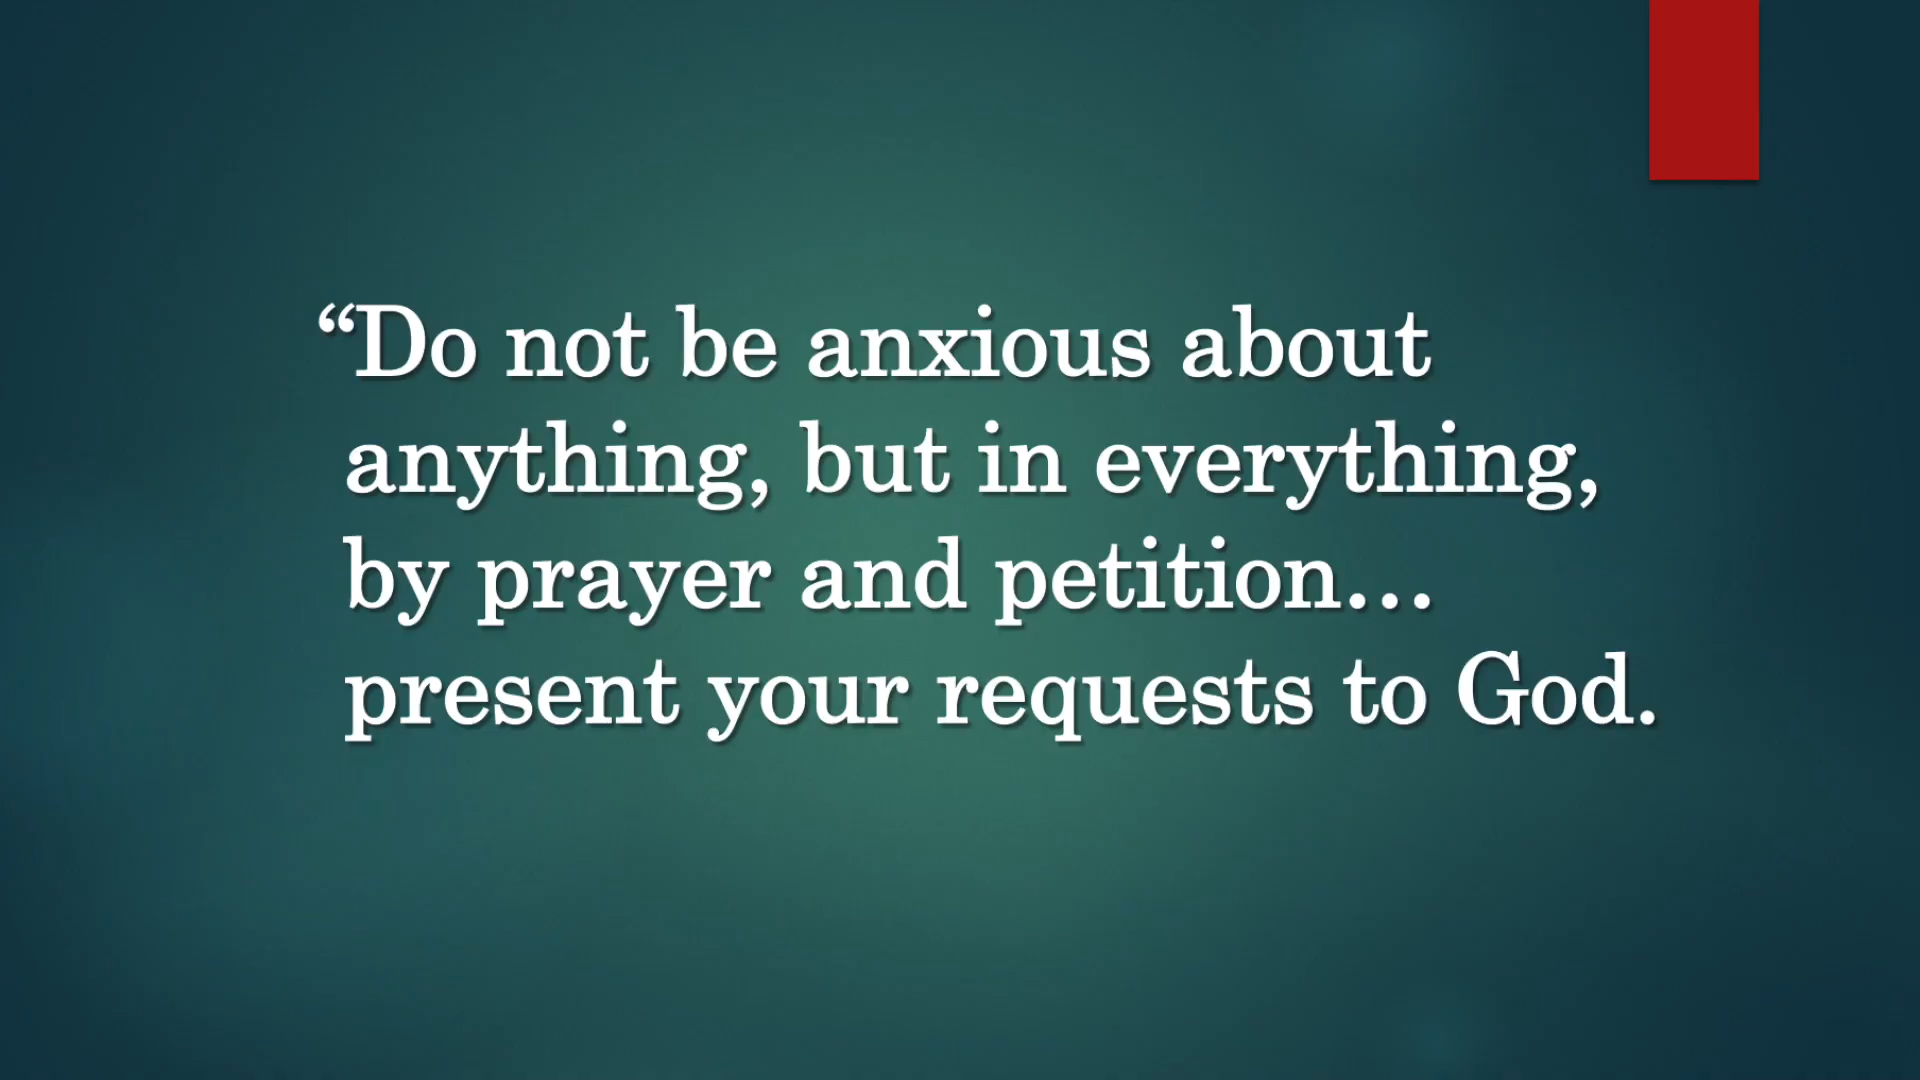 “Do not be anxious about
anything, but in everything,
by prayer and petition…
present your requests to God.